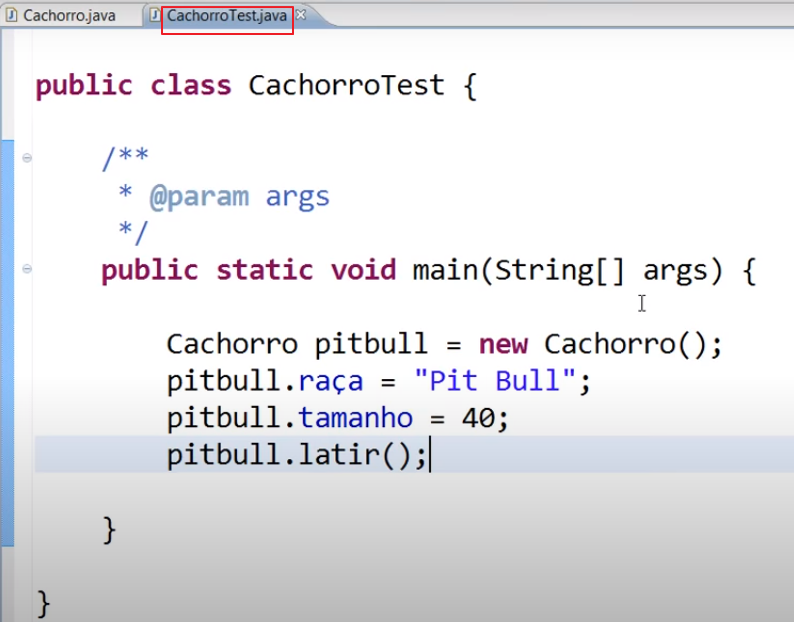 Cachorro.java CachorroTest.java
public class CachorroTest {
/**
* @param args
*/
public static void main(String[] args) {
Cachorro pitbull = new Cachorro();
pitbull.raça = "Pit Bull";
pitbull.tamanho = 40;
pitbull.latir();
}
}